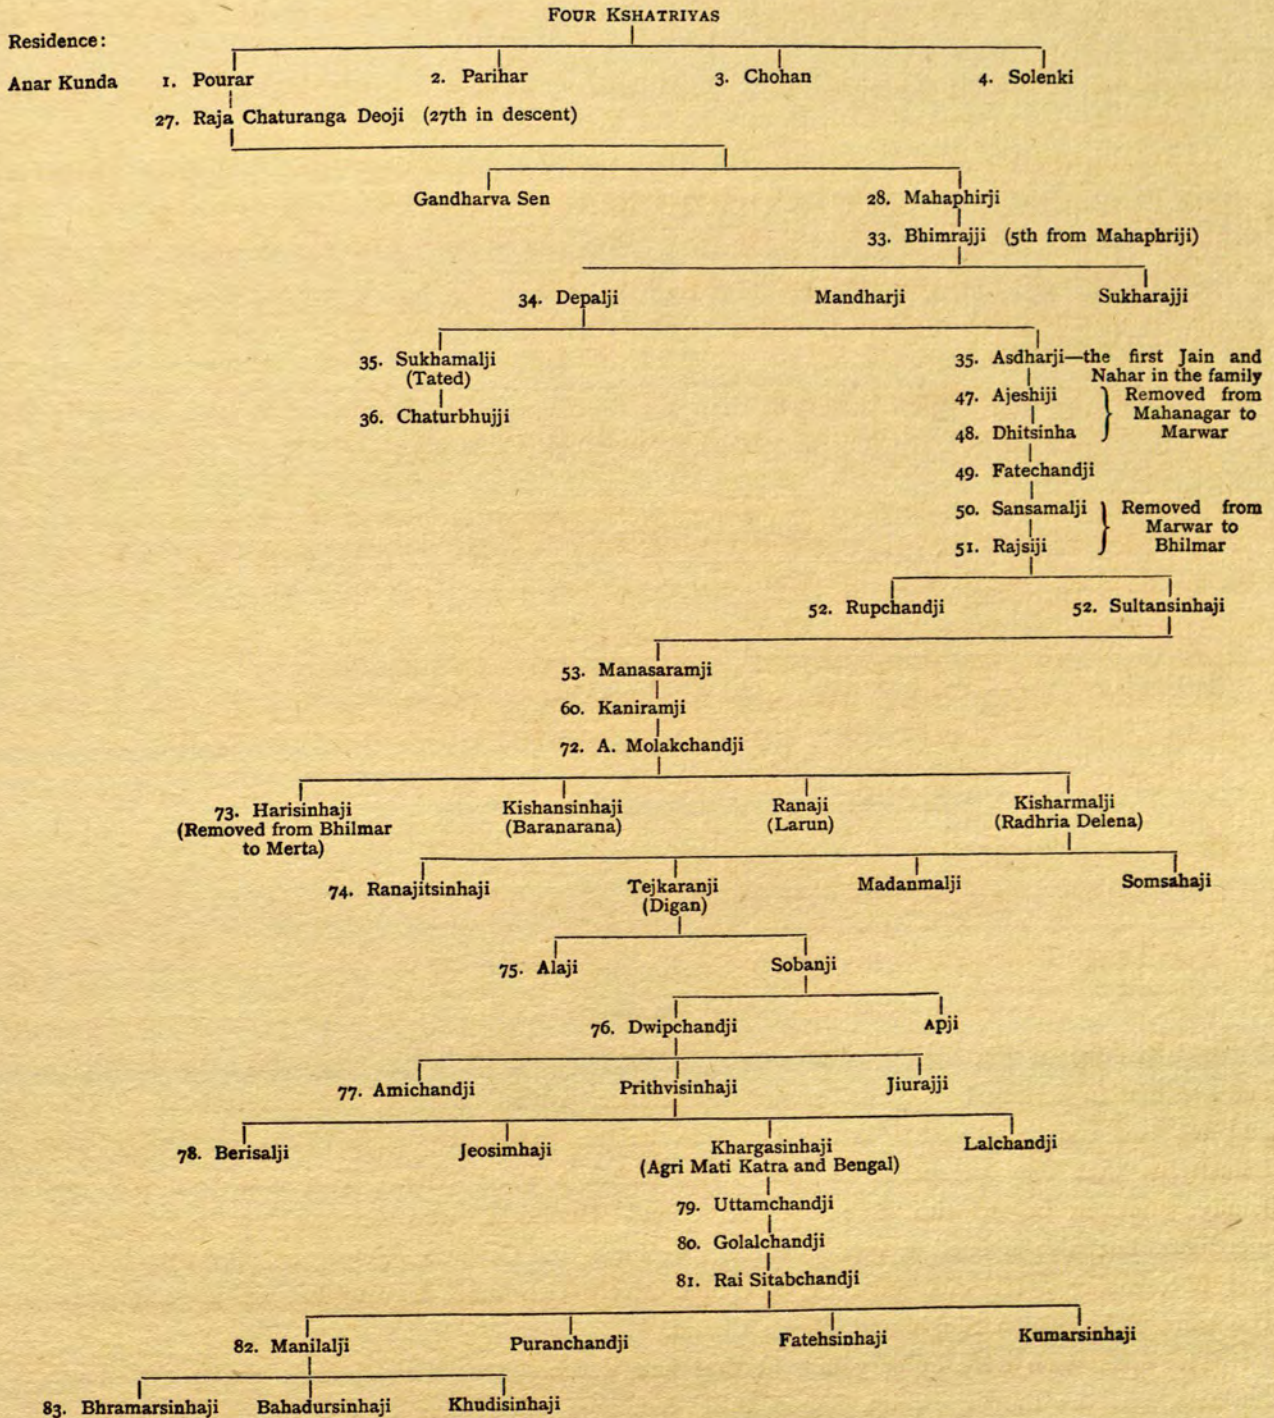 FOUR KSHATRIYAS
Residence:
Anar Kunda 1. Pourar 2. Parihar 3. Chohan 4. Solenki
27. Raja Chaturanga Deoji (27th in descent)
Gandharva Sen 28. Mahaphirji
33. Bhimrajji (5th from Mahaphriji)
34. Depalji Mandharji Sukharajji
35. Sukhamalji 35. Asdharji—the first Jain and
(Tated) Nahar in the family
36. Chaturbhujji 47. Ajeshiji Removed from
Mahanagar to
48. Dhitsinha Marwar
49. Fatechandji
50. Sansamalji Removed from
Marwar to
51. Rajsiji Bhilmar
52. Rupchandji 52. Sultansinhaji
53. Manasaramji
60. Kaniramji
72. A. Molakchandji
73. Harisinhaji Kishansinhaji Ranaji Kisharmalji
(Removed from Bhilmar (Baranarana) (Larun) (Radhria Delena)
to Merta)
74. Ranajitsinhaji Tejkaranji Madanmalji Somsahaji
(Digan)
75. Alaji Sobanji
76. Dwipchandji Apji
77. Amichandji Prithvisinhaji Jiurajji
78. Berisalji Jeosimhaji Khargasinhaji Lalchandji
(Agri Mati Katra and Bengal)
79. Uttamchandji
80. Golalchandji
81. Rai Sitabchandji
82. Manilalji Puranchandji Fatehsinhaji Kumarsinhaji
83. Bhramarsinhaji Bahadursinhaji Khudisinhaji